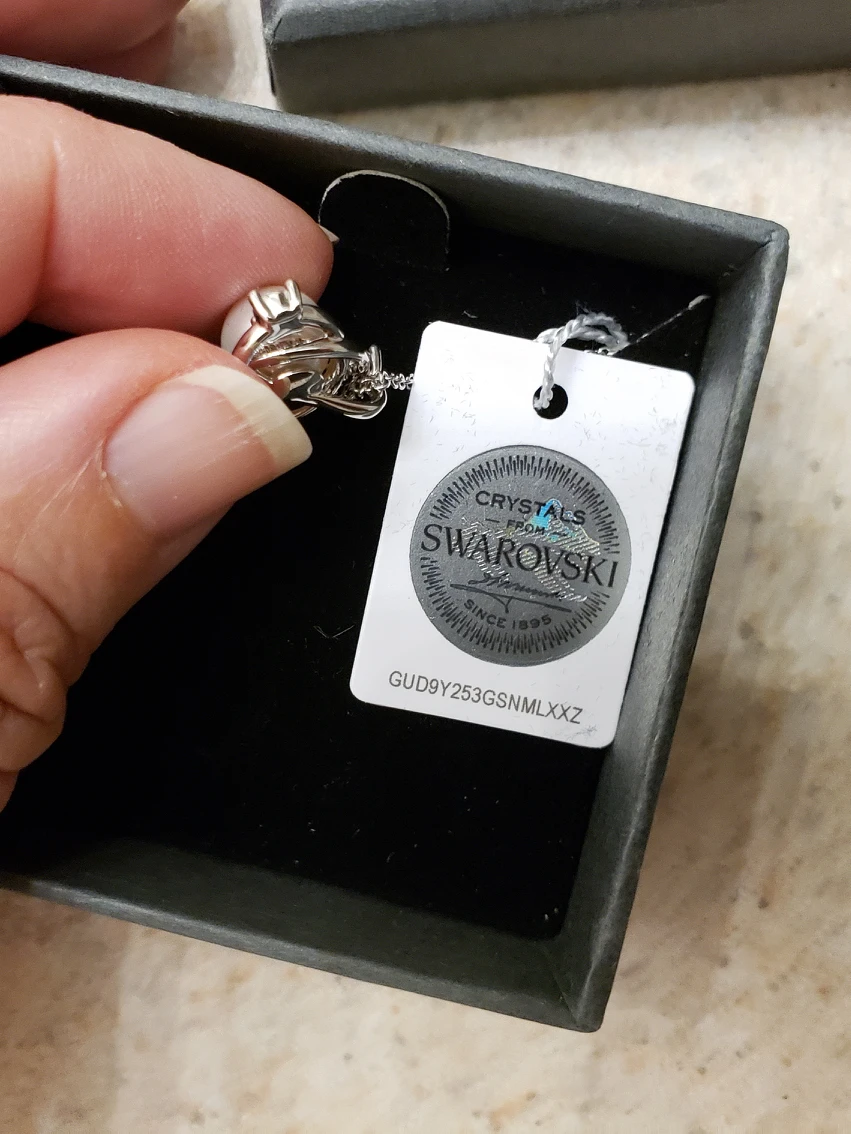 CRYSTALS
FROM
SWAROVSKI
SINCE 1895
GUD9Y253GSNMLXXZ